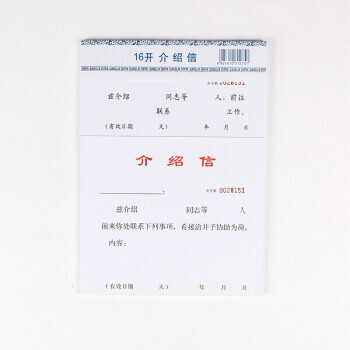 16开 介绍信
0028151
兹介绍 同志等 人,前往
联系 工作。
(有效日期 天) 年 月 日
介绍信
：
0028151
兹介绍 同志等 人
前来你处联系下列事项，希接洽并予协助为荷。
内容：
(有效日期 天) 年 月 日